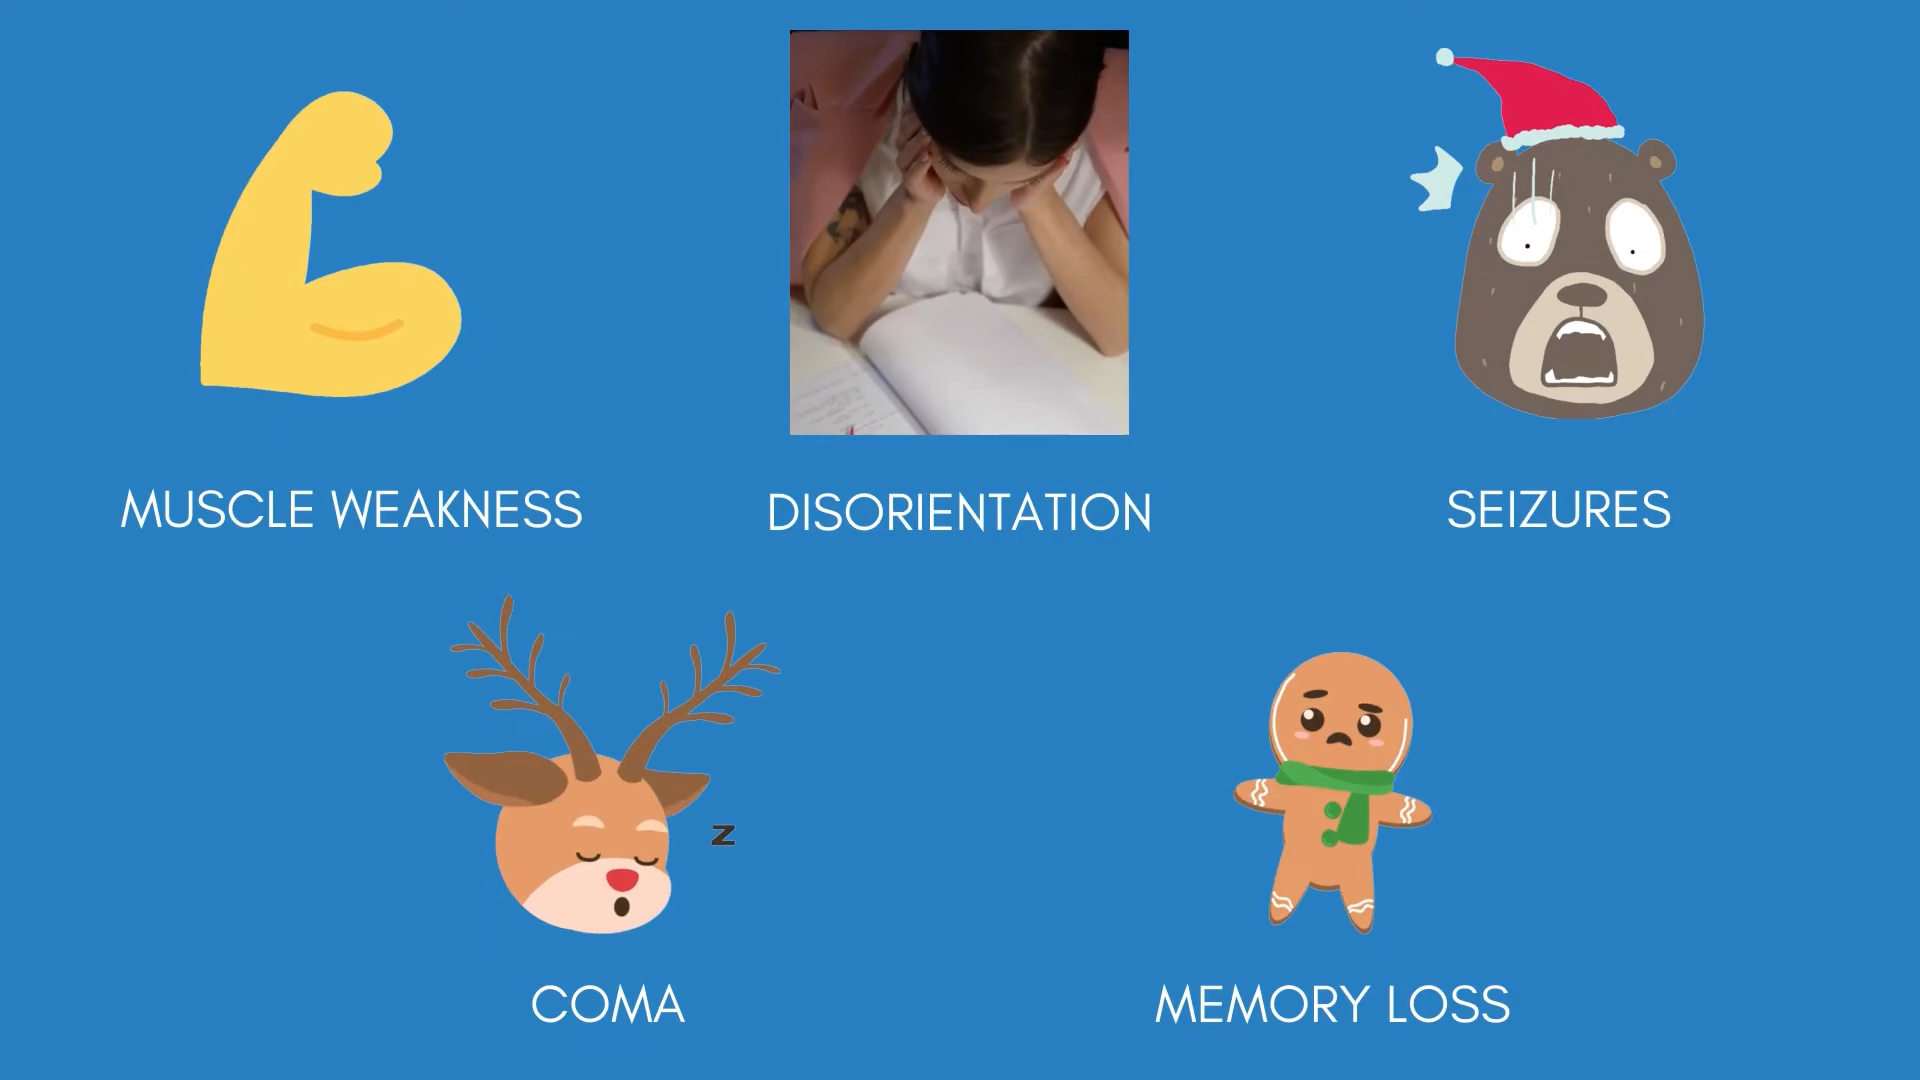 MUSCLE WEAKNESS
DISORIENTATION
SEIZURES
Z
COMA
MEMORY LOSS